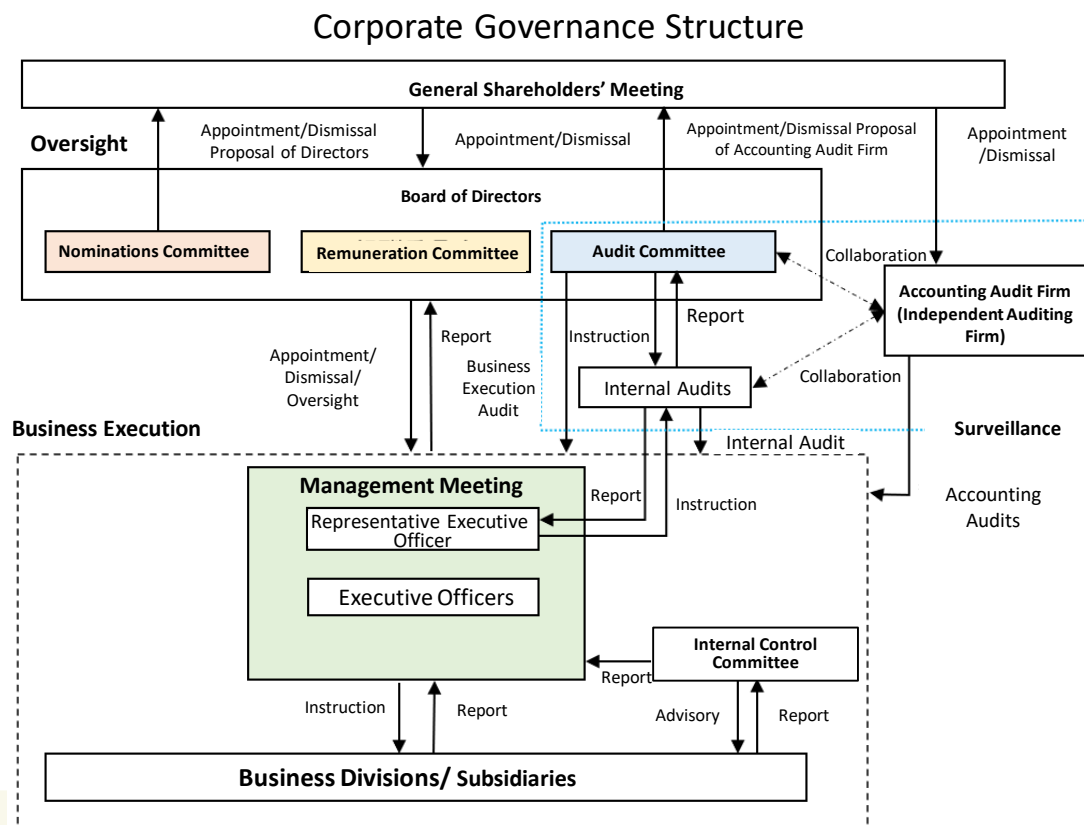 Corporate Governance Structure
General Shareholders’ Meeting
Oversight
Appointment/Dismissal
Proposal of Directors
Appointment/Dismissal
Appointment/Dismissal Proposal
of Accounting Audit Firm
Appointment
/Dismissal
Board of Directors
Nominations Committee
Remuneration Committee
Audit Committee
Collaboration
Accounting Audit Firm
(Independent Auditing
Firm)
Report
Instruction
Report
Appointment/
Dismissal/
Oversight
Business
Execution
Audit
Internal Audits
Collaboration
Business Execution
Surveillance
Internal Audit
Management Meeting
Report
Instruction
Accounting
Audits
Representative Executive
Officer
Executive Officers
Internal Control
Committee
Report
Instruction
Report
Advisory
Report
Business Divisions/ Subsidiaries